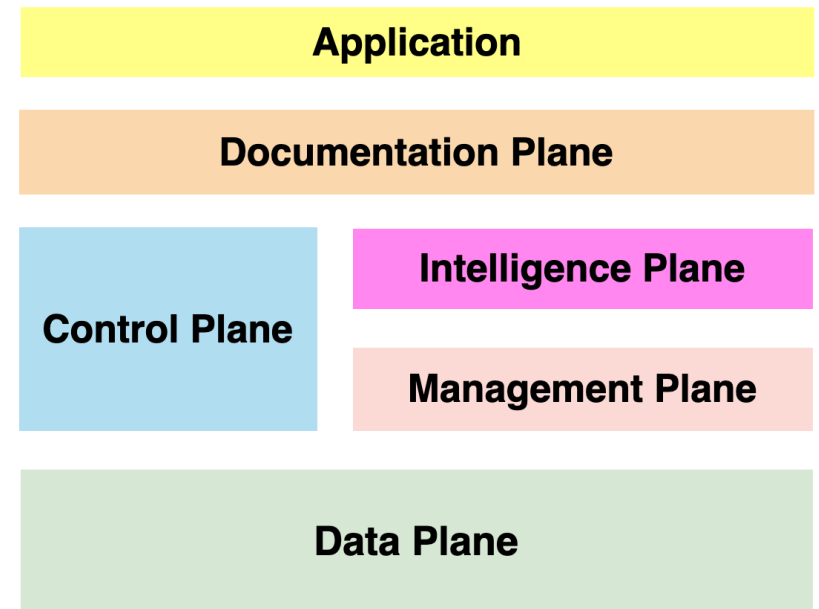 Application
Documentation Plane
Control Plane
Intelligence Plane
Management Plane
Data Plane